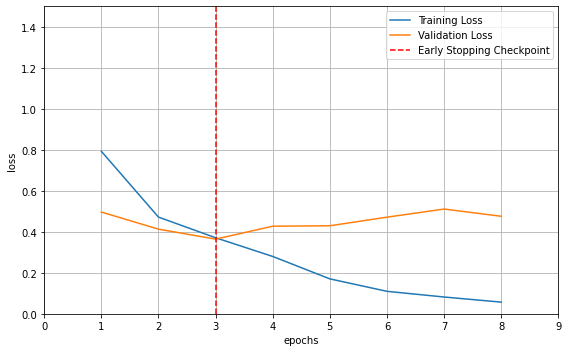 1.4
1.2
1.0
0.8
0.6
0.4
0.2
0.0
loss
Training Loss
Validation Loss
Early Stopping Checkpoint
0 1 2 3 4 5 6 7 8 9
epochs